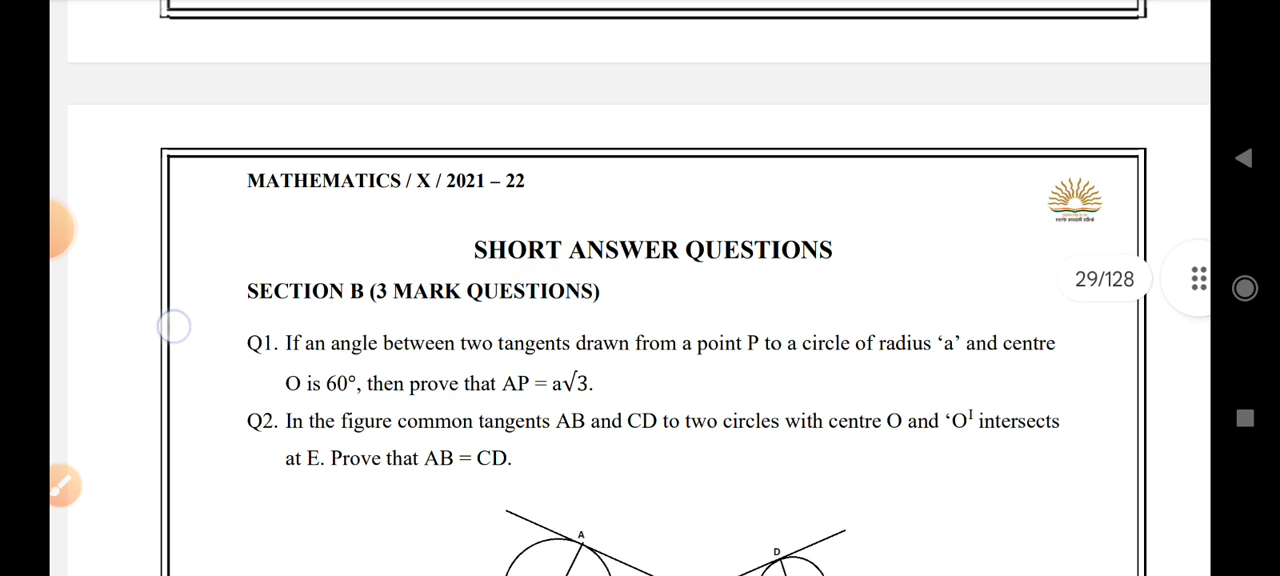 MATHEMATICS / X / 2021 – 22
SHORT ANSWER QUESTIONS
29/128
SECTION B (3 MARK QUESTIONS)
Q1. If an angle between two tangents drawn from a point P to a circle of radius ‘a’ and centre
O is 60°, then prove that AP = a√3.
Q2. In the figure common tangents AB and CD to two circles with centre O and ‘Oᴵ intersects
at E. Prove that AB = CD.
A
D